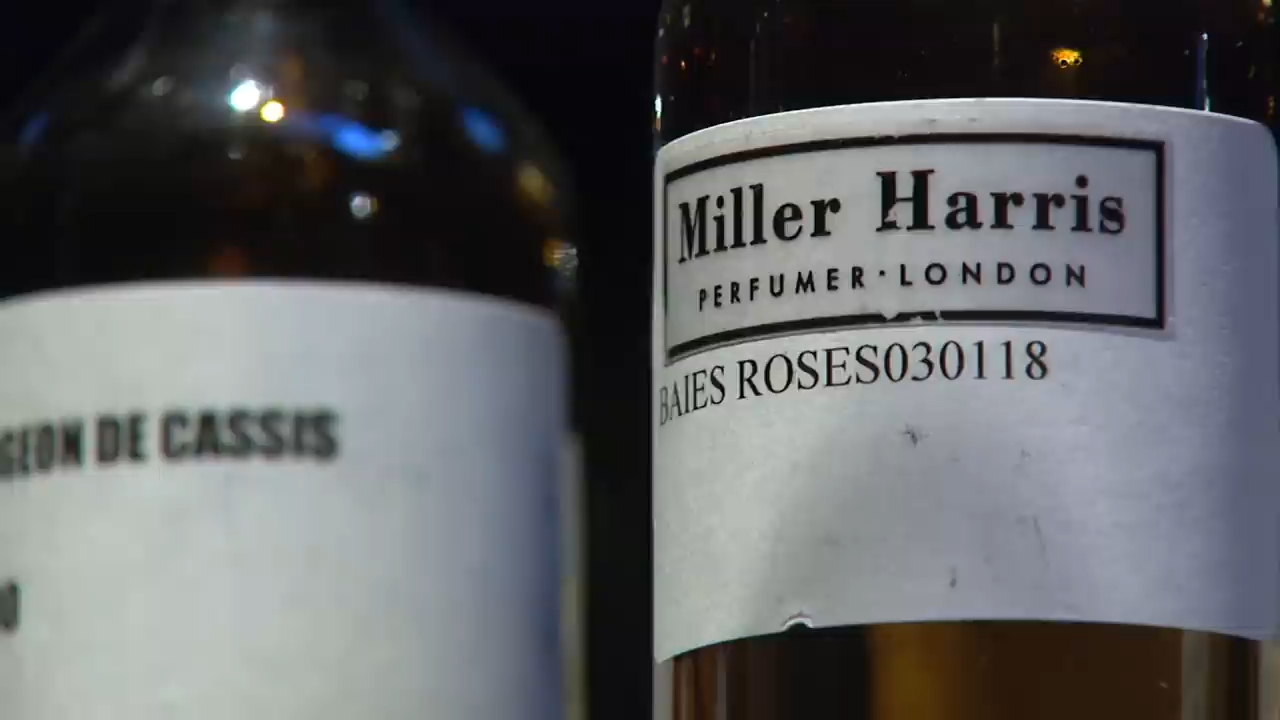 DE CASSIS
Miller Harris
PERFUMER·LONDON
BAIES ROSES030118